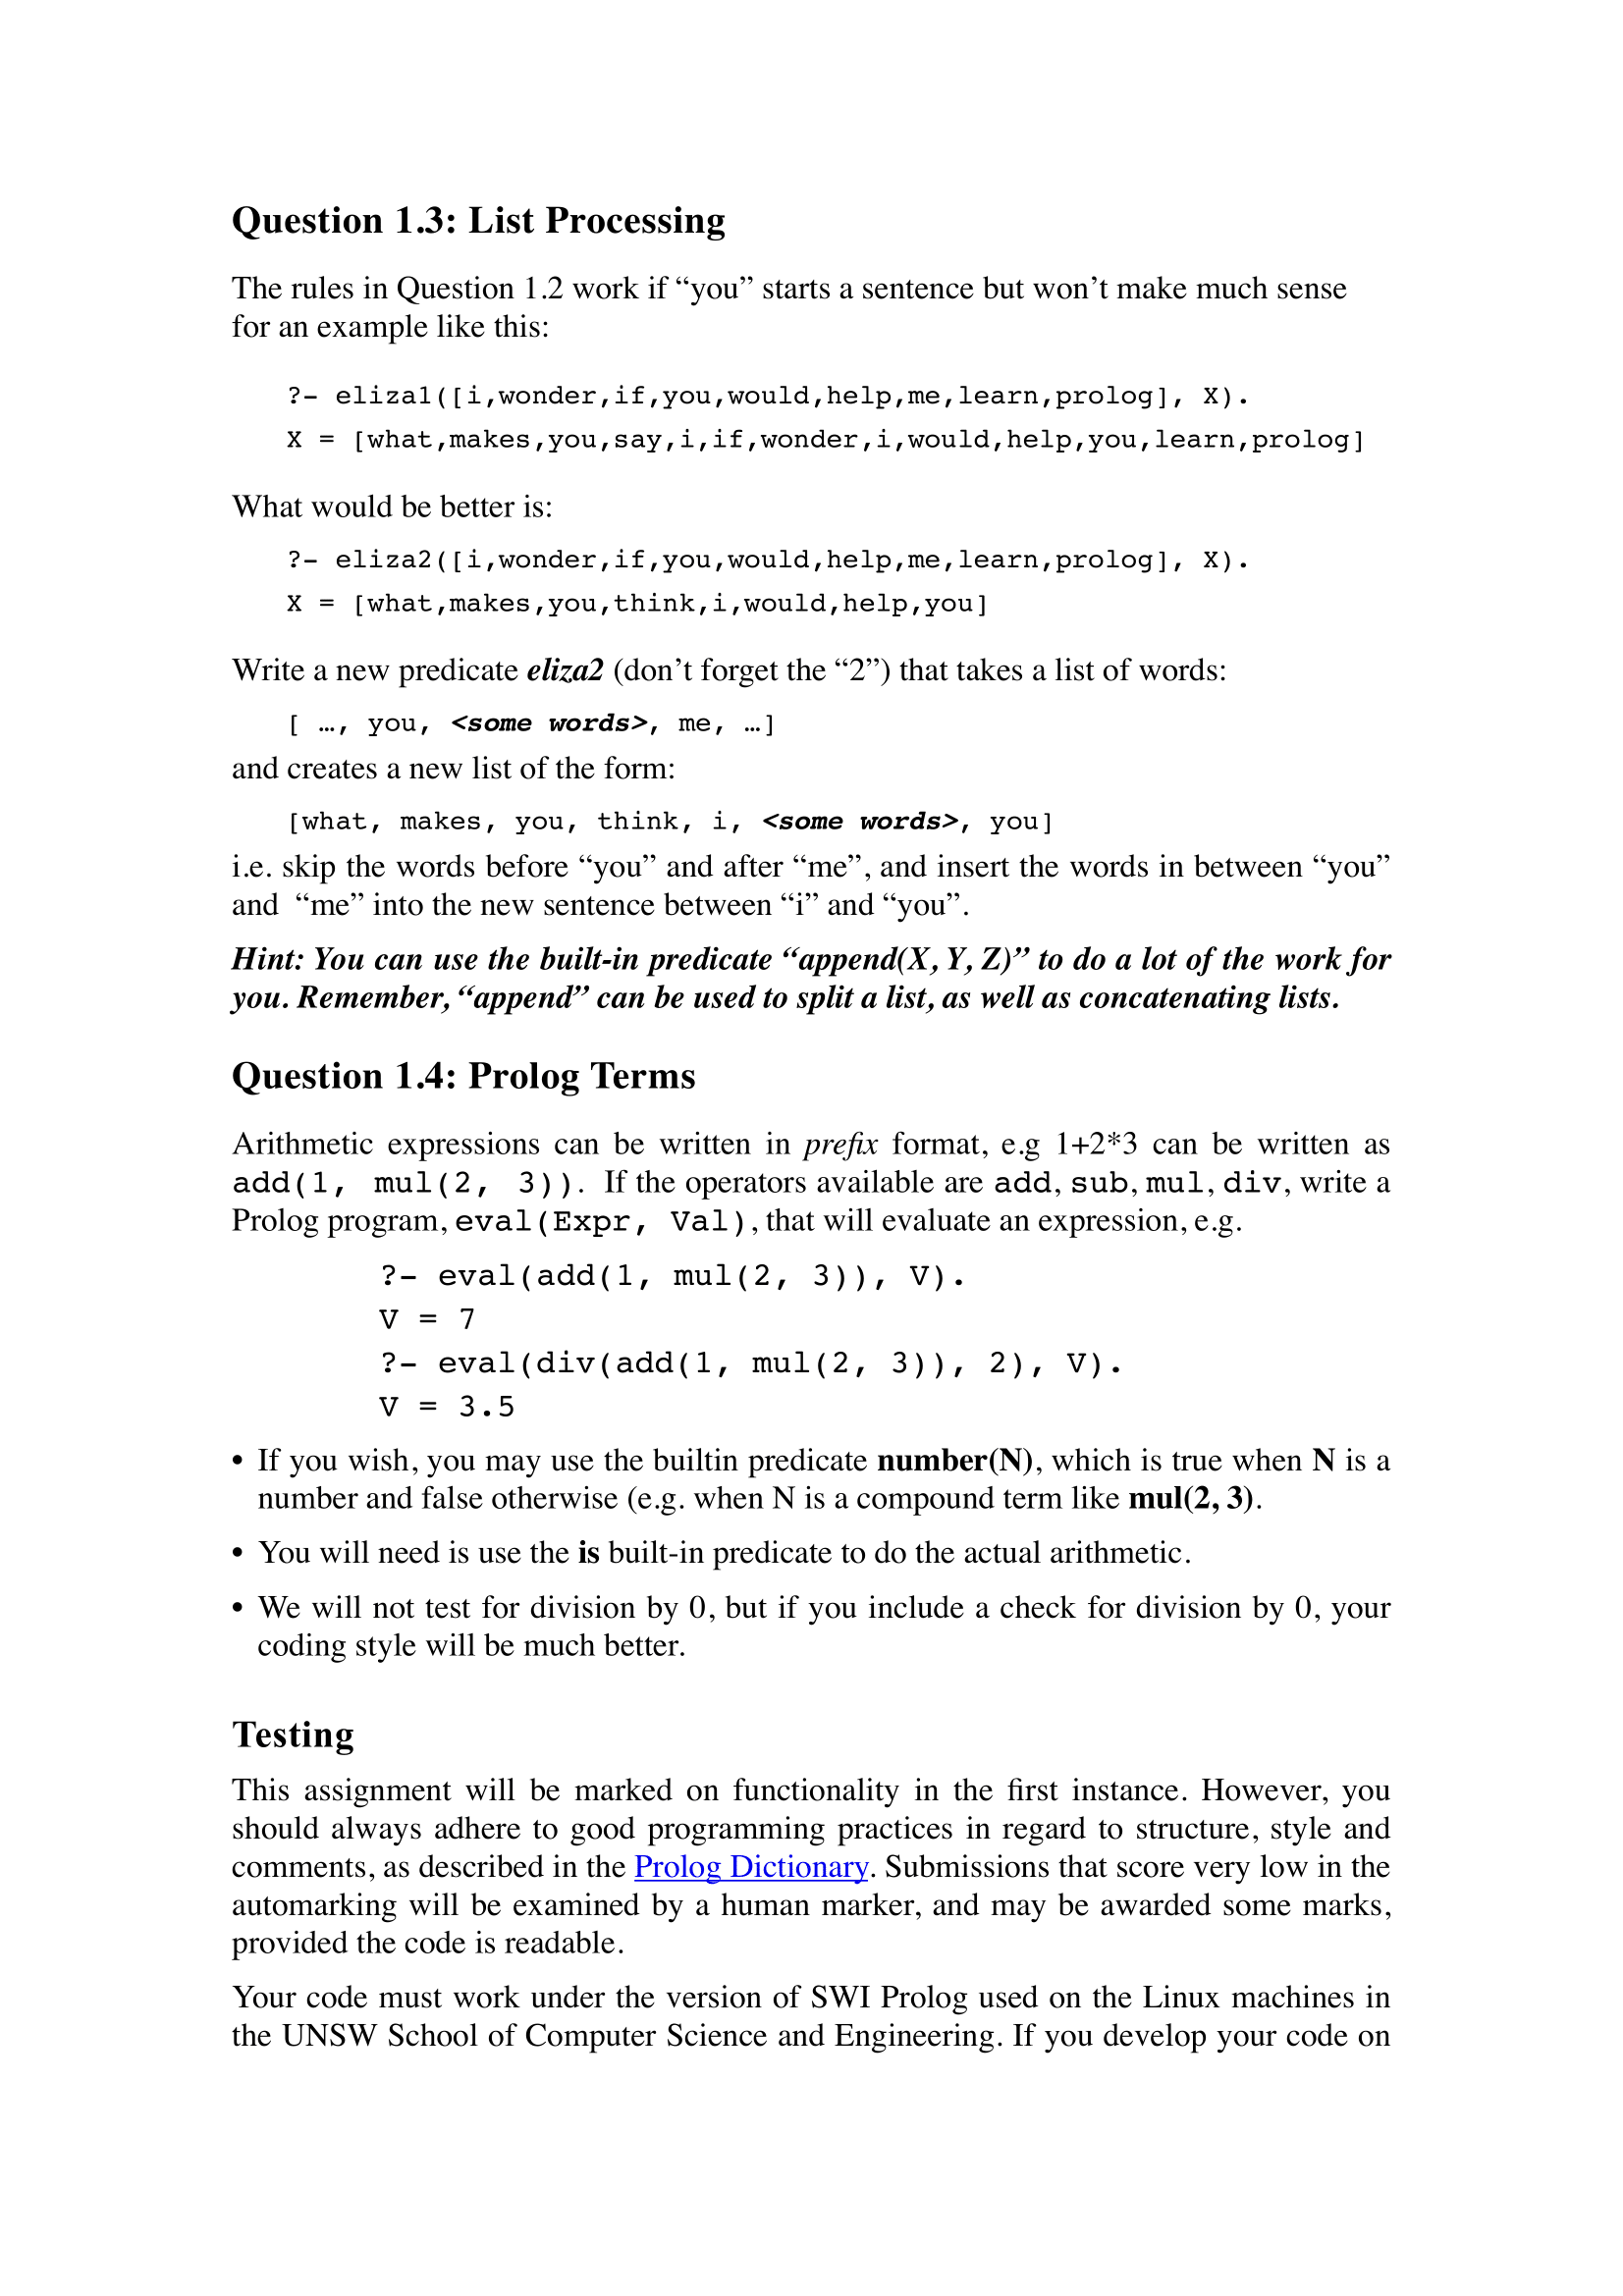 Question 1.3: List Processing
The rules in Question 1.2 work if “you” starts a sentence but won’t make much sense
for an example like this:
?- eliza1([i,wonder,if,you,would,help,me,learn,prolog], X).
X = [what,makes,you,say,i,if,wonder,i,would,help,you,learn,prolog]
What would be better is:
?- eliza2([i,wonder,if,you,would,help,me,learn,prolog], X).
X = [what,makes,you,think,i,would,help,you]
Write a new predicate eliza2 (don’t forget the “2”) that takes a list of words:
[ …, you, <some words>, me, …]
and creates a new list of the form:
[what, makes, you, think, i, <some words>, you]
i.e. skip the words before “you” and after “me”, and insert the words in between “you”
and “me” into the new sentence between “i” and “you”.
Hint: You can use the built-in predicate “append(X, Y, Z)” to do a lot of the work for
you. Remember, “append” can be used to split a list, as well as concatenating lists.
Question 1.4: Prolog Terms
Arithmetic expressions can be written in prefix format, e.g 1+2*3 can be written as
add(1, mul(2, 3)). If the operators available are add, sub, mul, div, write a
Prolog program, eval(Expr, Val), that will evaluate an expression, e.g.
?- eval(add(1, mul(2, 3)), V).
V = 7
?- eval(div(add(1, mul(2, 3)), 2), V).
V = 3.5
• If you wish, you may use the builtin predicate number(N), which is true when N is a
number and false otherwise (e.g. when N is a compound term like mul(2, 3).
• You will need is use the is built-in predicate to do the actual arithmetic.
• We will not test for division by 0, but if you include a check for division by 0, your
coding style will be much better.
Testing
This assignment will be marked on functionality in the first instance. However, you
should always adhere to good programming practices in regard to structure, style and
comments, as described in the Prolog Dictionary. Submissions that score very low in the
automarking will be examined by a human marker, and may be awarded some marks,
provided the code is readable.
Your code must work under the version of SWI Prolog used on the Linux machines in
the UNSW School of Computer Science and Engineering. If you develop your code on